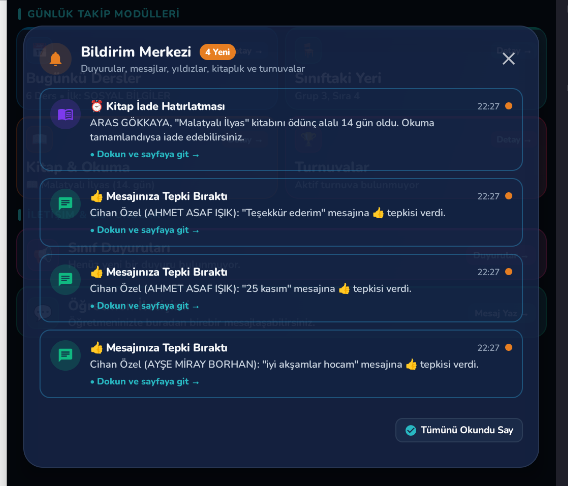 GÜNLÜK TAKİP MODÜLLERİ
Bildirim Merkezi 4 Yeni
Duyurular, mesajlar, yıldızlar, kitaplık ve turnuvalar
⏰ Kitap İade Hatırlatması 22:27
ARAS GÖKKAYA, "Malatyalı İlyas" kitabını ödünç alalı 14 gün oldu. Okuma
tamamlandıysa iade edebilirsiniz.
• Dokun ve sayfaya git →
👍 Mesajınıza Tepki Bıraktı 22:27
Cihan Özel (AHMET ASAF IŞIK): "Teşekkür ederim" mesajına 👍 tepkisi verdi.
• Dokun ve sayfaya git →
👍 Mesajınıza Tepki Bıraktı 22:27
Cihan Özel (AHMET ASAF IŞIK): "25 kasım" mesajına 👍 tepkisi verdi.
• Dokun ve sayfaya git →
👍 Mesajınıza Tepki Bıraktı 22:27
Cihan Özel (AYŞE MİRAY BORHAN): "iyi akşamlar hocam" mesajına 👍 tepkisi verdi.
• Dokun ve sayfaya git →
Tümünü Okundu Say